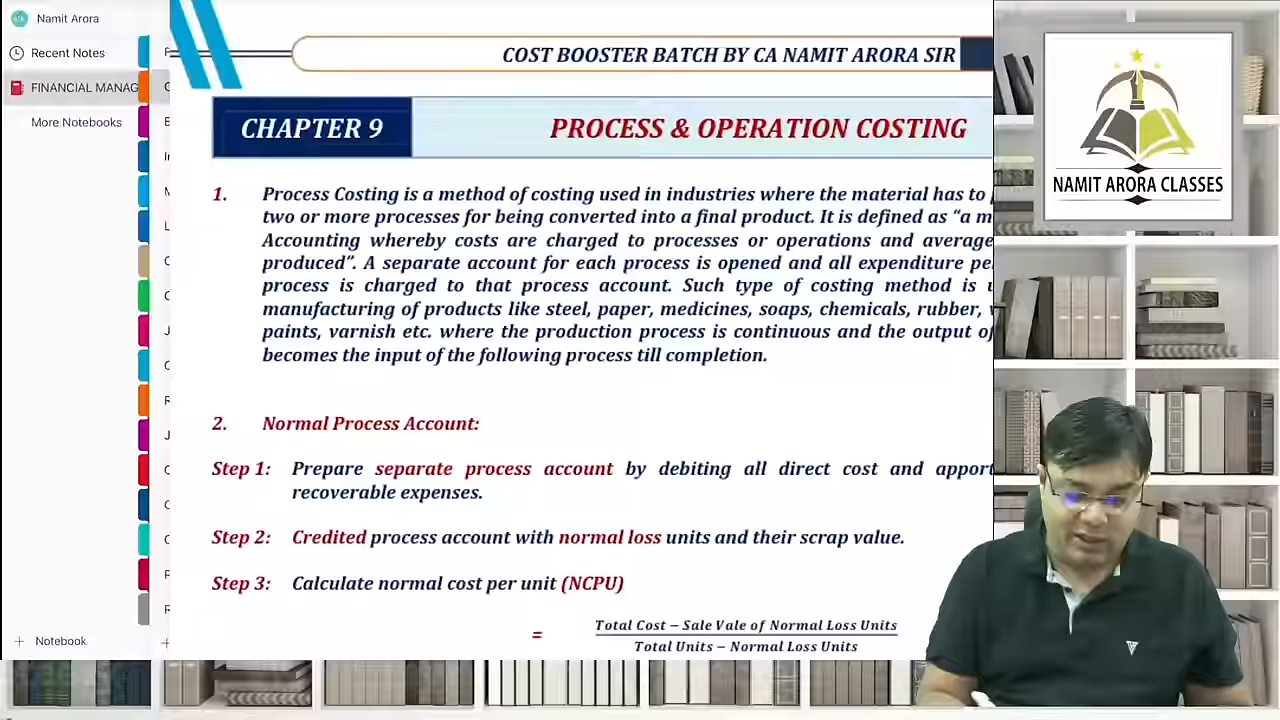 Namit Arora
Recent Notes
FINANCIAL MANAG
More Notebooks
Notebook
COST BOOSTER BATCH BY CA NAMIT ARORA SIR
CHAPTER 9
PROCESS & OPERATION COSTING
1. Process Costing is a method of costing used in industries where the material has to
two or more processes for being converted into a final product. It is defined as “a m
Accounting whereby costs are charged to processes or operations and average
produced”. A separate account for each process is opened and all expenditure pe
process is charged to that process account. Such type of costing method is u
manufacturing of products like steel, paper, medicines, soaps, chemicals, rubber,
paints, varnish etc. where the production process is continuous and the output of
becomes the input of the following process till completion.
2. Normal Process Account:
Step 1: Prepare separate process account by debiting all direct cost and apport
recoverable expenses.
Step 2: Credited process account with normal loss units and their scrap value.
Step 3: Calculate normal cost per unit (NCPU)
= Total Cost − Sale Vale of Normal Loss Units
Total Units − Normal Loss Units
NAMIT ARORA CLASSES